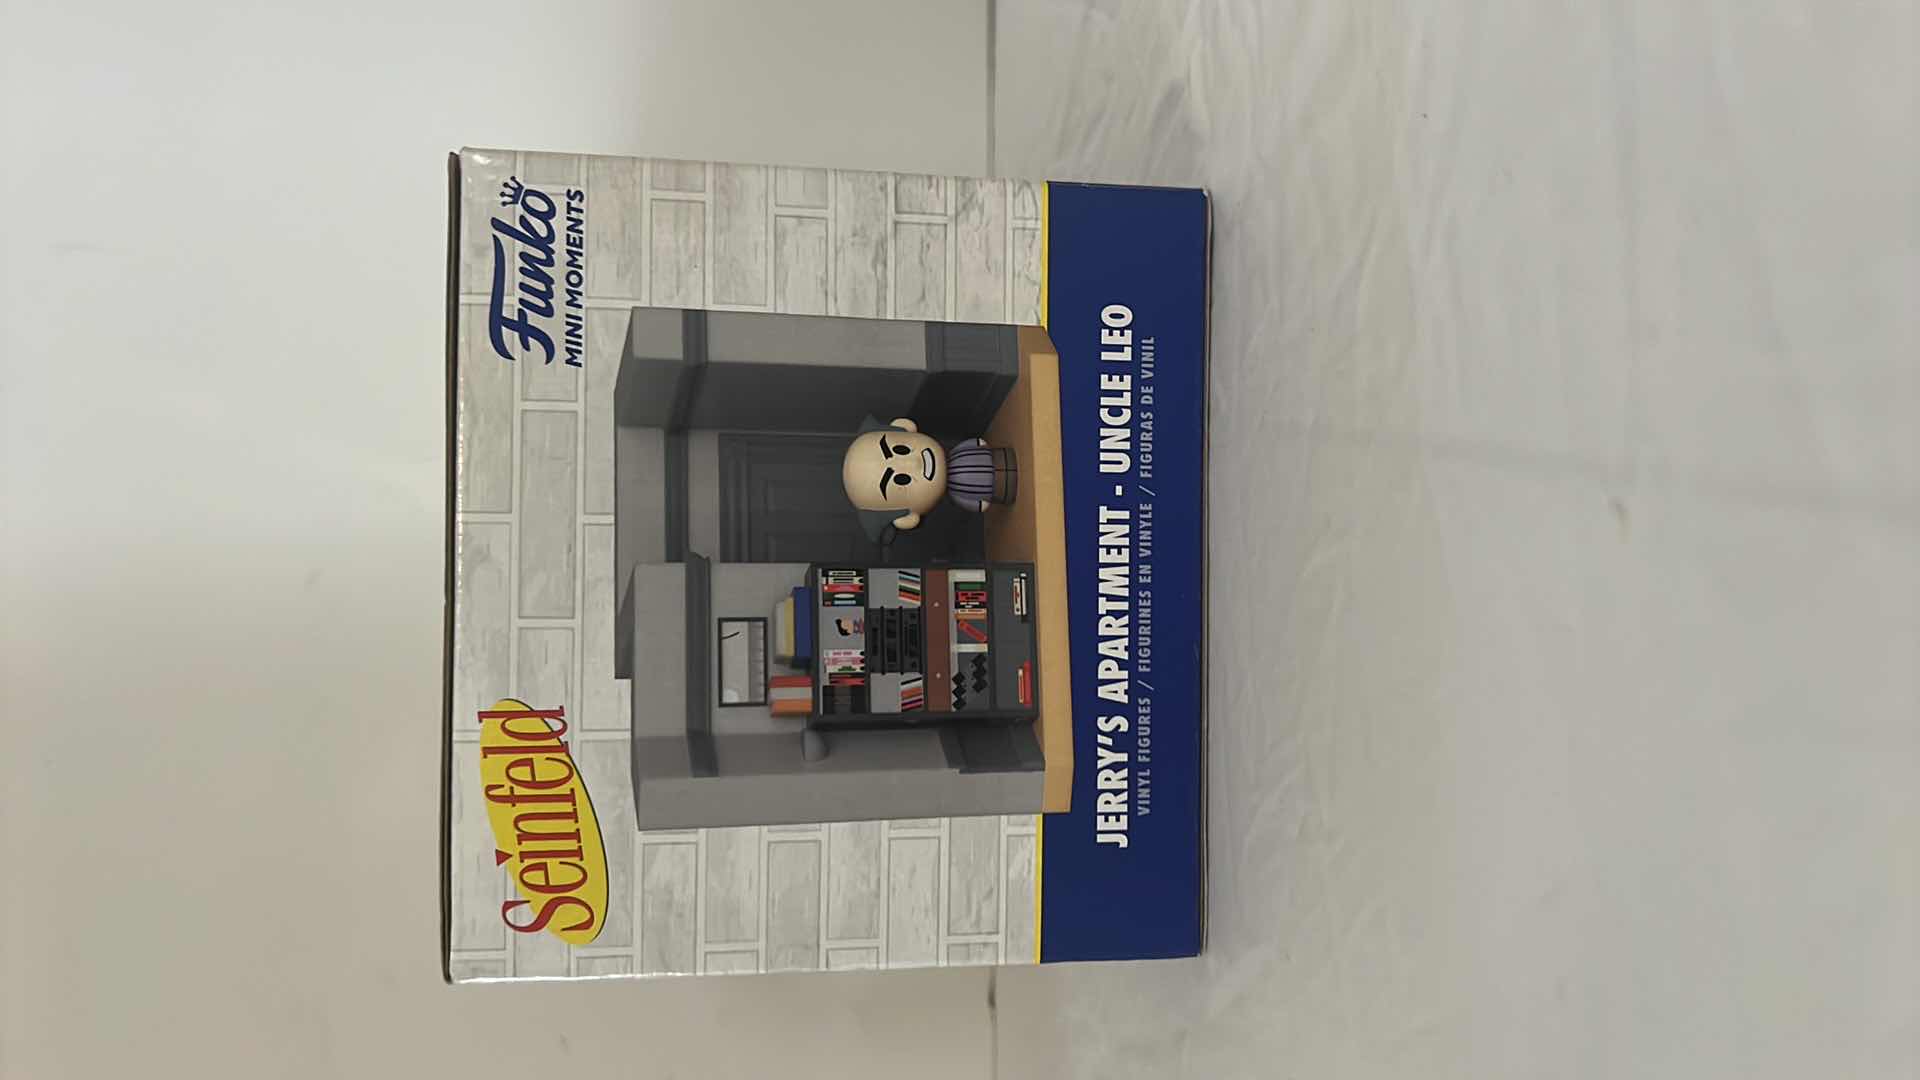 Seinfeld
Funko
MINI MOMENTS
JERRY'S APARTMENT - UNCLE LEO
VINYL FIGURES / FIGURINES EN VINYLE / FIGURAS DE VINIL